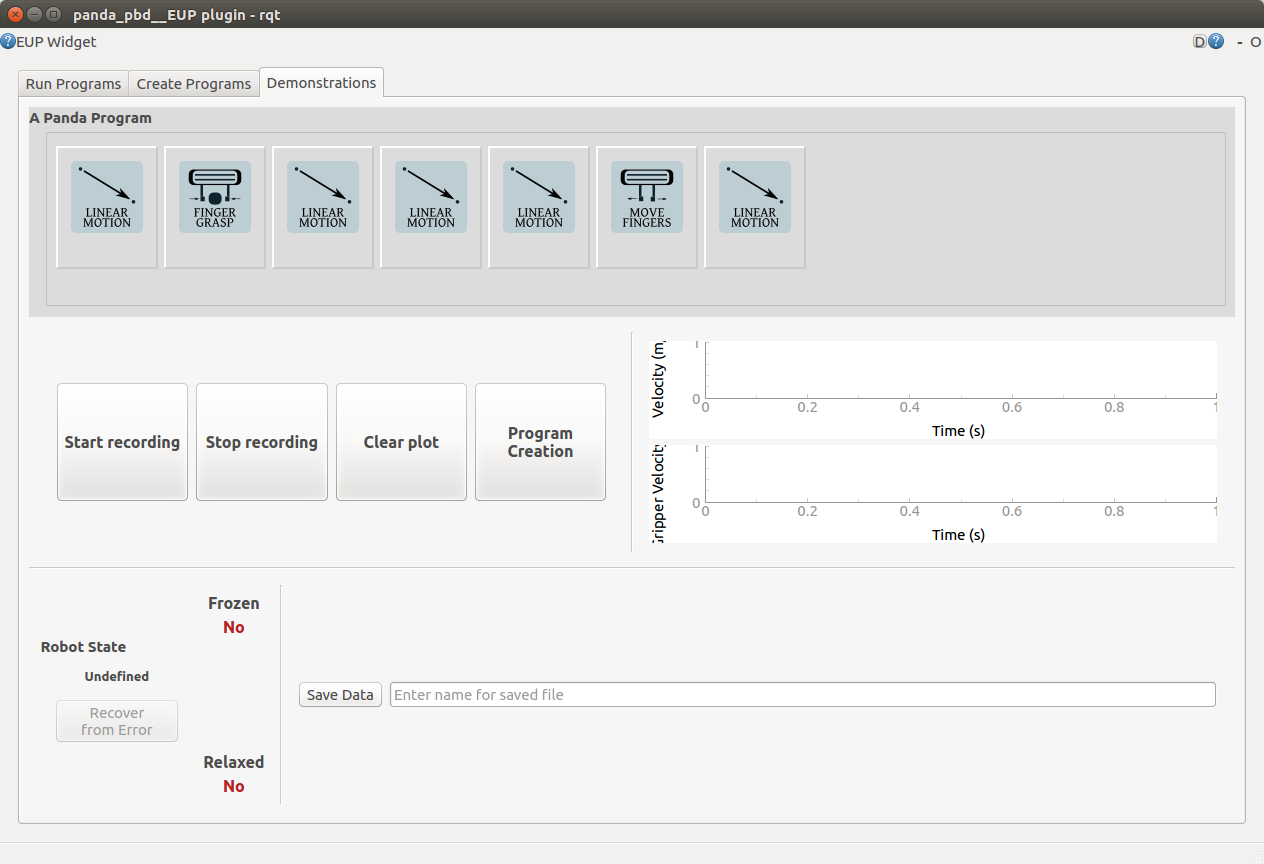 panda_pbd__EUP plugin - rqt
EUP Widget
D ? - O
Run Programs Create Programs Demonstrations
A Panda Program
LINEAR MOTION
FINGER GRASP
LINEAR MOTION
LINEAR MOTION
LINEAR MOTION
MOVE FINGERS
LINEAR MOTION
Start recording
Stop recording
Clear plot
Program
Creation
Velocity (m
1
0
0 0.2 0.4 0.6 0.8 1
Time (s)
Gripper Velocity
1
0
0 0.2 0.4 0.6 0.8 1
Time (s)
Frozen
No
Robot State
Undefined
Recover
from Error
Relaxed
No
Save Data
Enter name for saved file